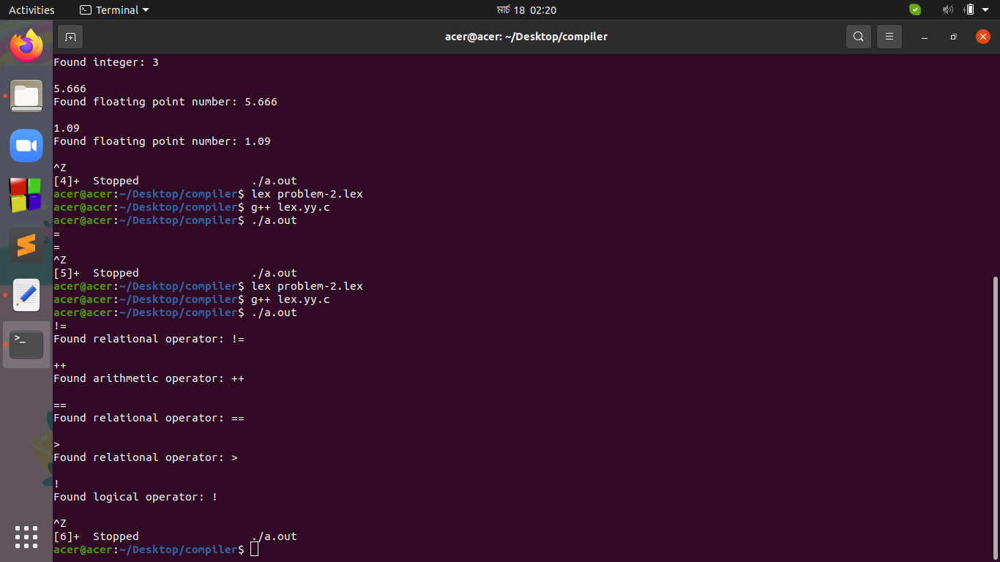 Activities
Terminal
মার্চ 18 02:20
acer@acer: ~/Desktop/compiler
Found integer: 3
5.666
Found floating point number: 5.666
1.09
Found floating point number: 1.09
^Z
[4]+  Stopped                 ./a.out
acer@acer:~/Desktop/compiler$ lex problem-2.lex
acer@acer:~/Desktop/compiler$ g++ lex.yy.c
acer@acer:~/Desktop/compiler$ ./a.out
=
=
^Z
[5]+  Stopped                 ./a.out
acer@acer:~/Desktop/compiler$ lex problem-2.lex
acer@acer:~/Desktop/compiler$ g++ lex.yy.c
acer@acer:~/Desktop/compiler$ ./a.out
!=
Found relational operator: !=
++
Found arithmetic operator: ++
==
Found relational operator: ==
>
Found relational operator: >
!
Found logical operator: !
^Z
[6]+  Stopped                 ./a.out
acer@acer:~/Desktop/compiler$